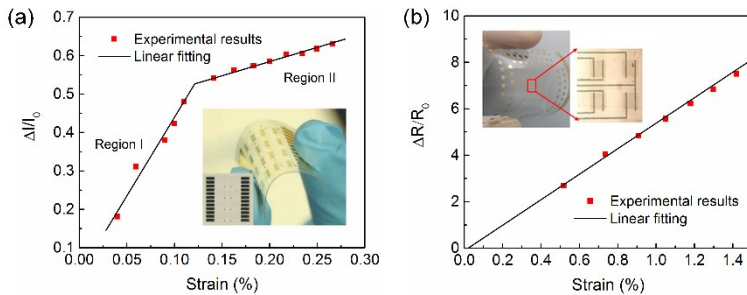 (a)
ΔI/I₀
0.7
0.6
0.5
0.4
0.3
0.2
0.1
Experimental results
Linear fitting
Region I
Region II
0.00 0.05 0.10 0.15 0.20 0.25 0.30
Strain (%)
(b)
ΔR/R₀
10
8
6
4
2
0
Experimental results
Linear fitting
0.0 0.2 0.4 0.6 0.8 1.0 1.2 1.4
Strain (%)